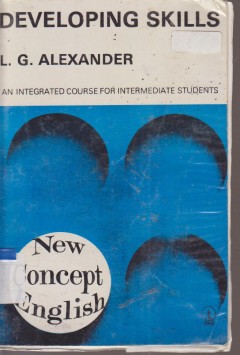 DEVELOPING SKILLS
L. G. ALEXANDER
AN INTEGRATED COURSE FOR INTERMEDIATE STUDENTS
New
Concept
English